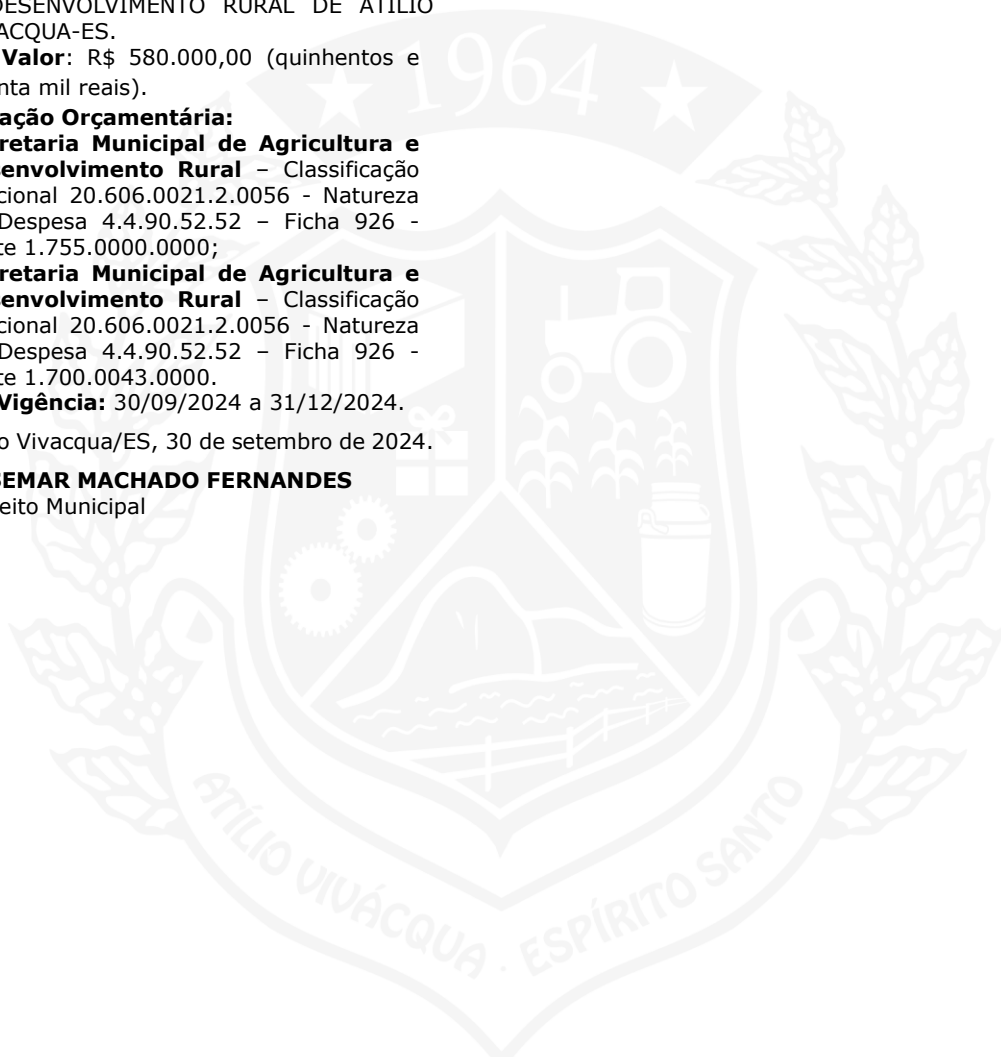 DESENVOLVIMENTO RURAL DE ATILIO
ACQUA-ES.
Valor: R$ 580.000,00 (quinhentos e
nta mil reais).
ação Orçamentária:
retaria Municipal de Agricultura e
envolvimento Rural – Classificação
cional 20.606.0021.2.0056 - Natureza
Despesa 4.4.90.52.52 – Ficha 926 -
te 1.755.0000.0000;
retaria Municipal de Agricultura e
envolvimento Rural – Classificação
cional 20.606.0021.2.0056 - Natureza
Despesa 4.4.90.52.52 – Ficha 926 -
te 1.700.0043.0000.
Vigência: 30/09/2024 a 31/12/2024.
o Vivacqua/ES, 30 de setembro de 2024.
SEMAR MACHADO FERNANDES
eito Municipal
1964
ATÍLIO VIVÁCQUA · ESPÍRITO SANTO